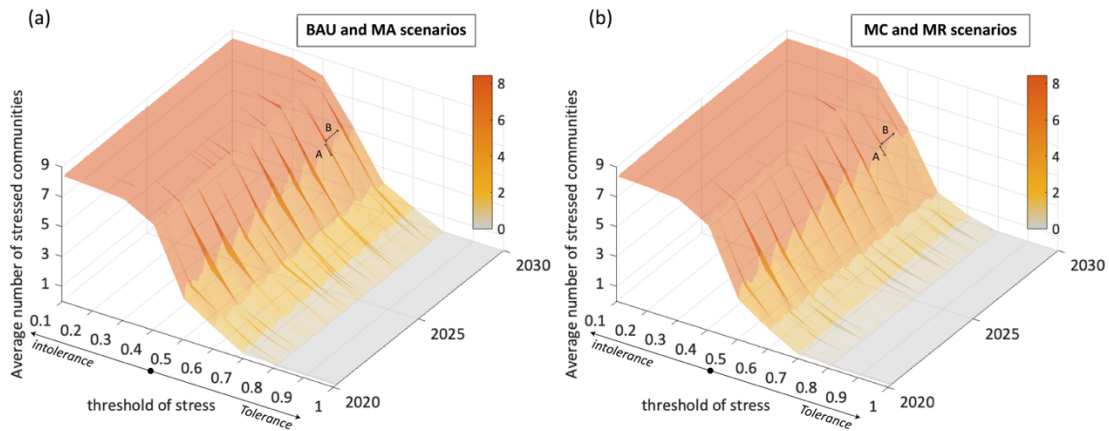 (a)
BAU and MA scenarios
8
6
4
2
0
B
A
Average number of stressed communities
9
7
5
3
1
0.1
0.2
0.3
0.4
0.5
0.6
0.7
0.8
0.9
1
2020
2025
2030
intolerance
Tolerance
threshold of stress
(b)
MC and MR scenarios
8
6
4
2
0
B
A
Average number of stressed communities
9
7
5
3
1
0.1
0.2
0.3
0.4
0.5
0.6
0.7
0.8
0.9
1
2020
2025
2030
intolerance
Tolerance
threshold of stress